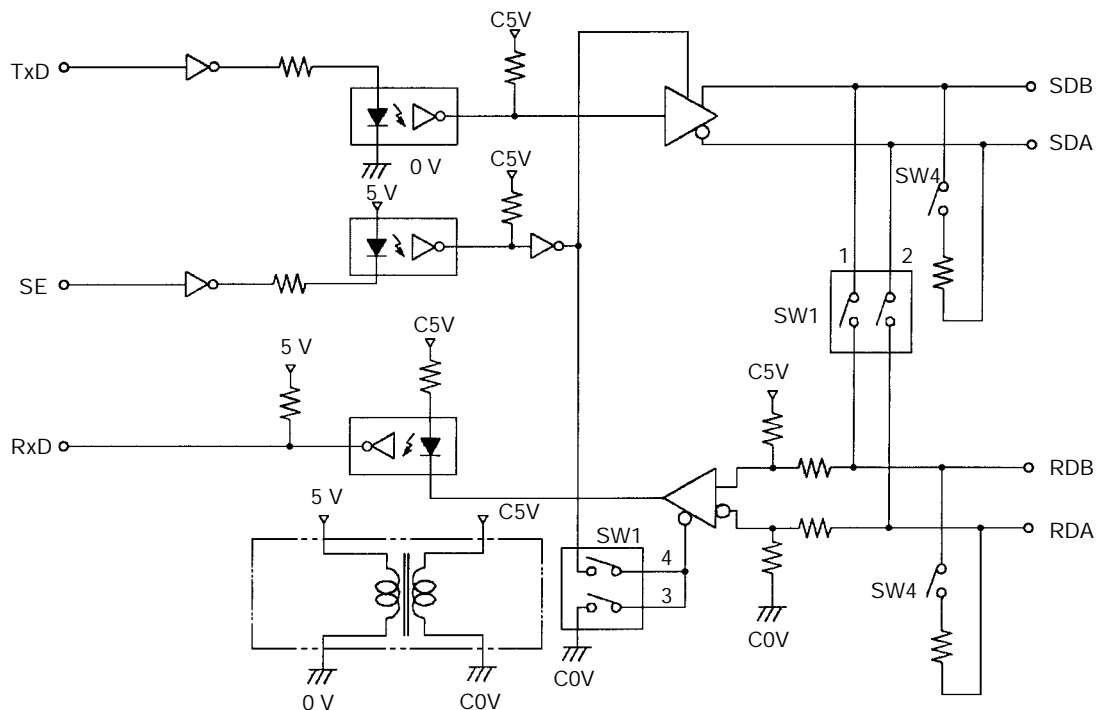 C5V
TxD
SDB
0 V
C5V
SDA
5 V
SW4
1 2
SE
SW1
C5V
5 V
C5V
RxD
RDB
5 V
C5V
SW1
RDA
4
3
SW4
C0V
0 V
C0V
C0V